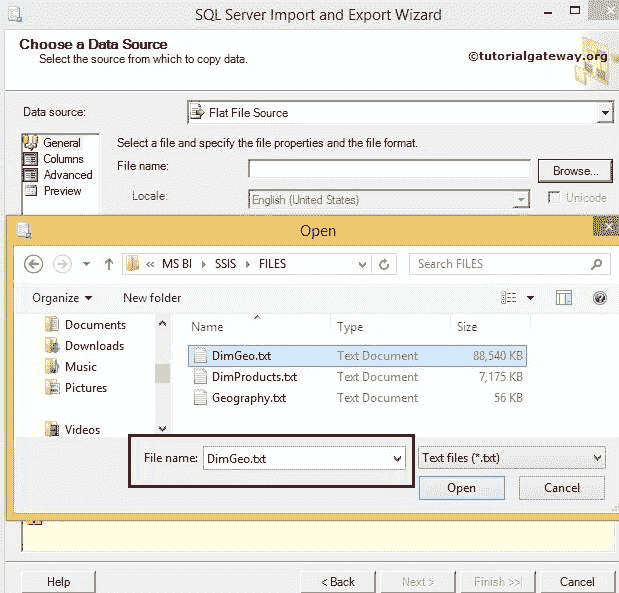 SQL Server Import and Export Wizard
Choose a Data Source
Select the source from which to copy data.
©tutorialgateway.org
Data source:
Flat File Source
General
Columns
Advanced
Preview
Select a file and specify the file properties and the file format.
File name:
Browse...
Locale:
English (United States)
Unicode
Open
« MS BI › SSIS › FILES
Search FILES
Organize
New folder
Documents
Downloads
Music
Pictures
Videos
Name Type Size
DimGeo.txt Text Document 88,540 KB
DimProducts.txt Text Document 7,175 KB
Geography.txt Text Document 56 KB
File name: DimGeo.txt
Text files (*.txt)
Open
Cancel
Help
< Back
Next >
Finish >>|
Cancel